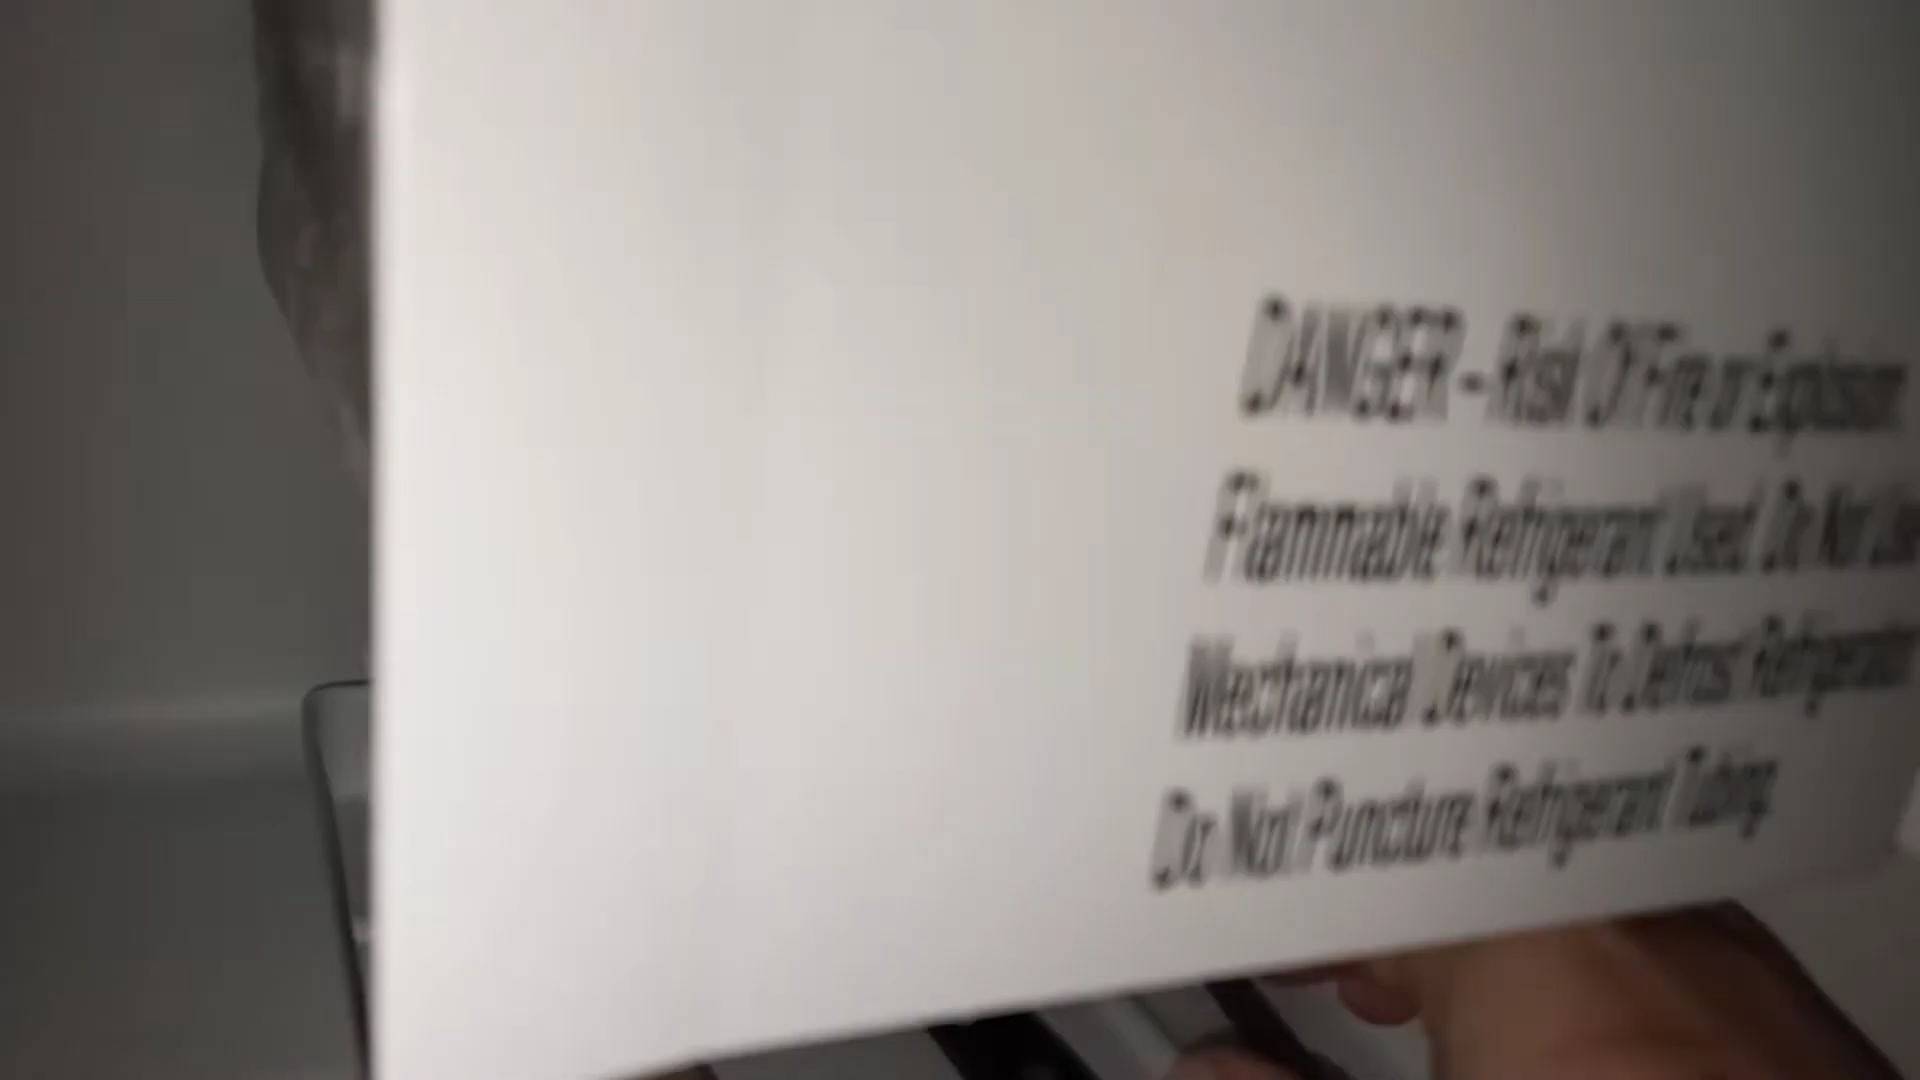 DANGER - Risk Of Fire or Explosion
Flammable Refrigerant Used. Do Not Use
Mechanical Devices To Defrost Refrigerator
Do Not Puncture Refrigerant Tubing